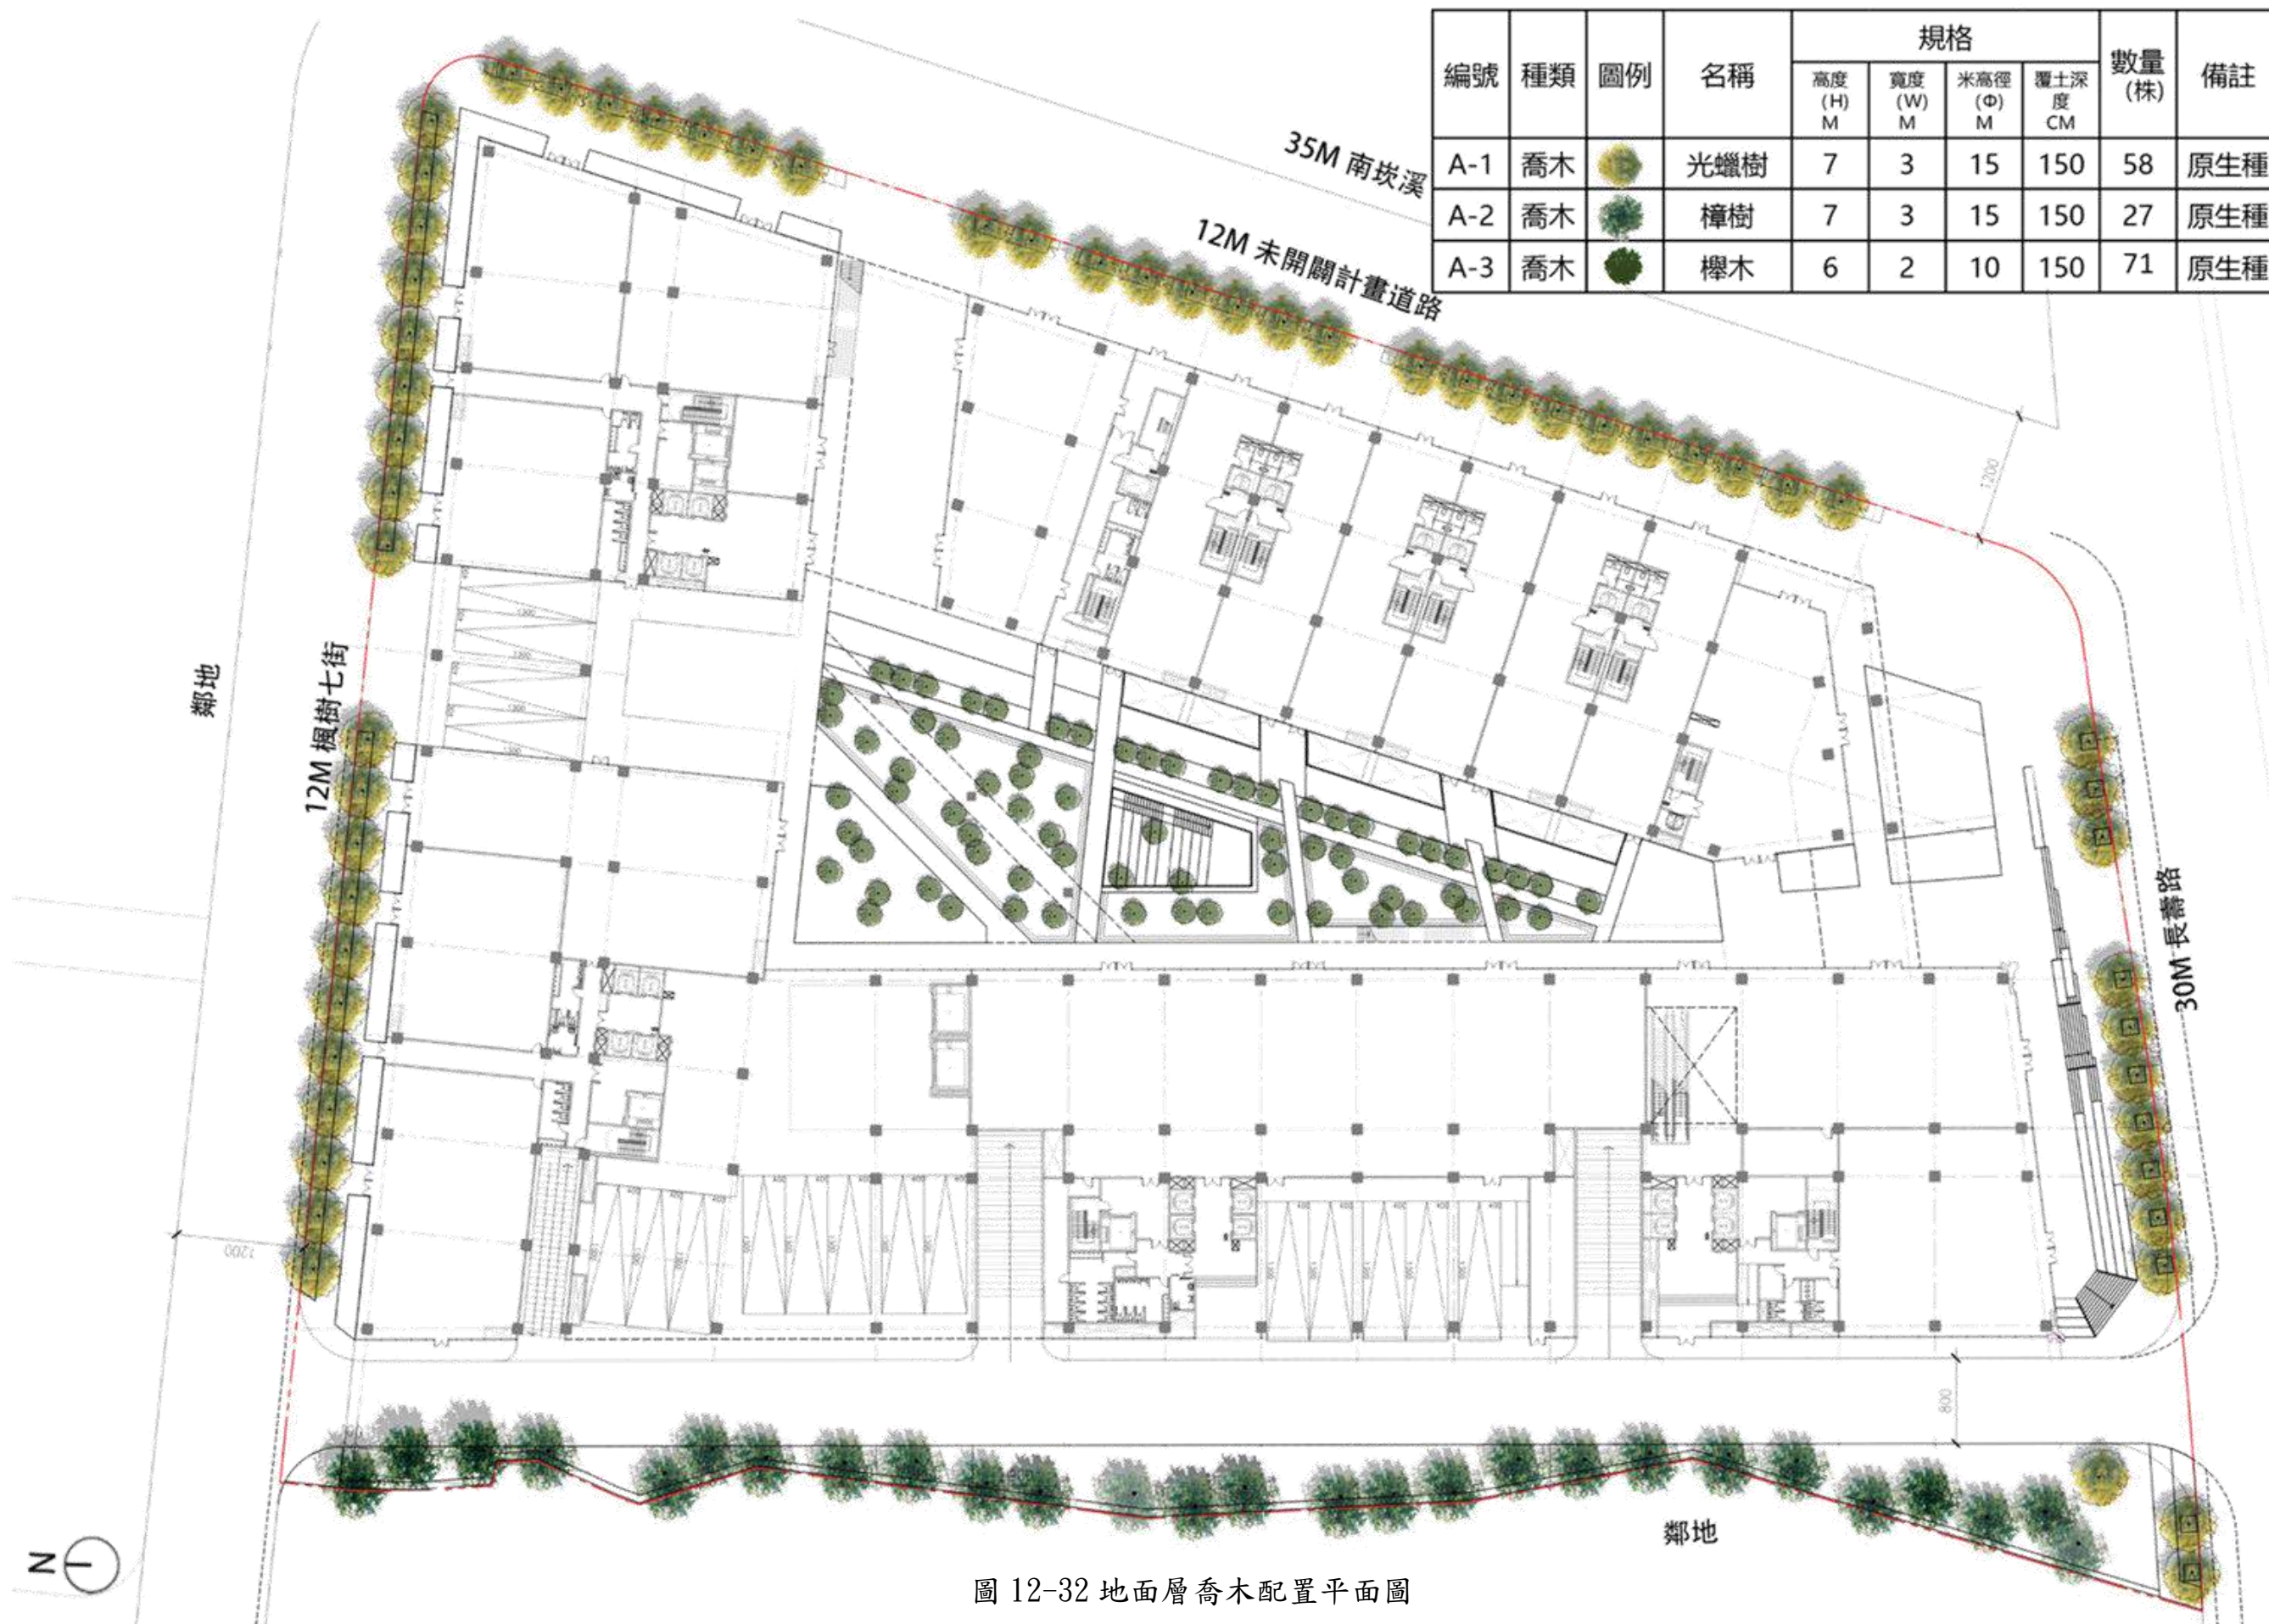 編號 種類 圖例 名稱 規格 數量(株) 備註
高度(H)M 寬度(W)M 米高徑(Φ)M 覆土深度CM
A-1 喬木 光蠟樹 7 3 15 150 58 原生種
A-2 喬木 樟樹 7 3 15 150 27 原生種
A-3 喬木 櫸木 6 2 10 150 71 原生種
35M 南崁溪
12M 未開闢計畫道路
1200
鄰地
12M 楓樹七街
30M 長壽路
1200
800
鄰地
N
圖 12-32 地面層喬木配置平面圖